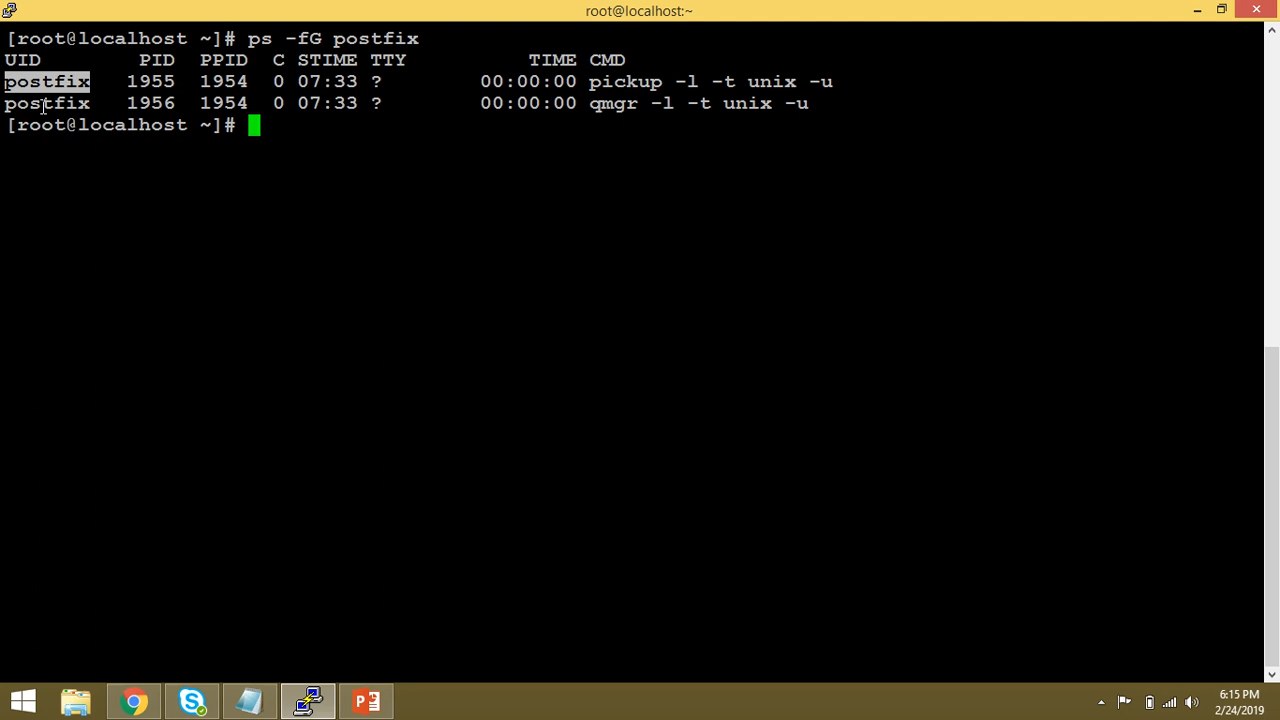 root@localhost:~
[root@localhost ~]# ps -fG postfix
UID        PID  PPID  C STIME TTY          TIME CMD
postfix   1955  1954  0 07:33 ?        00:00:00 pickup -l -t unix -u
postfix   1956  1954  0 07:33 ?        00:00:00 qmgr -l -t unix -u
[root@localhost ~]#
6:15 PM
2/24/2019